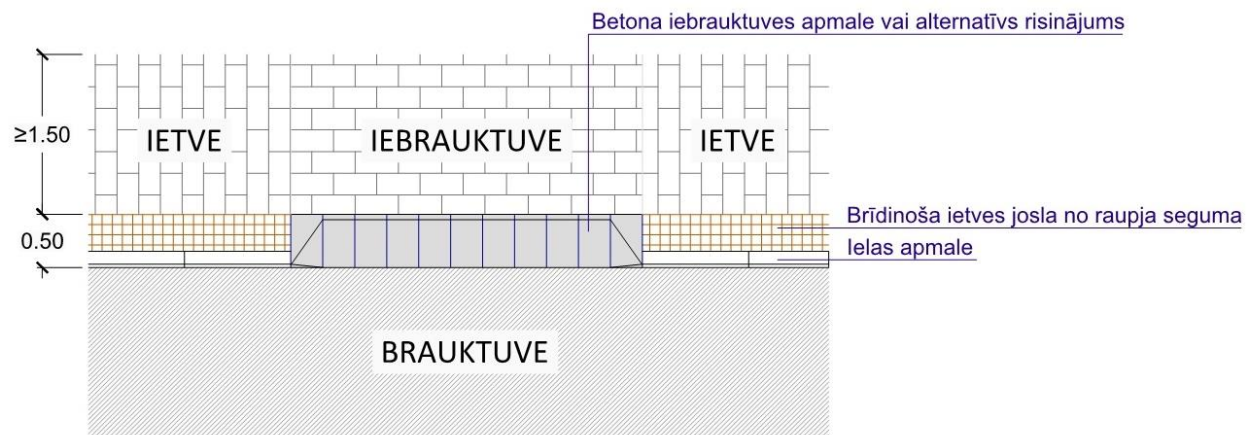 Betona iebrauktuves apmale vai alternatīvs risinājums
≥1.50
IETVE
IEBRAUKTUVE
IETVE
Brīdinoša ietves josla no raupja seguma
0.50
Ielas apmale
BRAUKTUVE